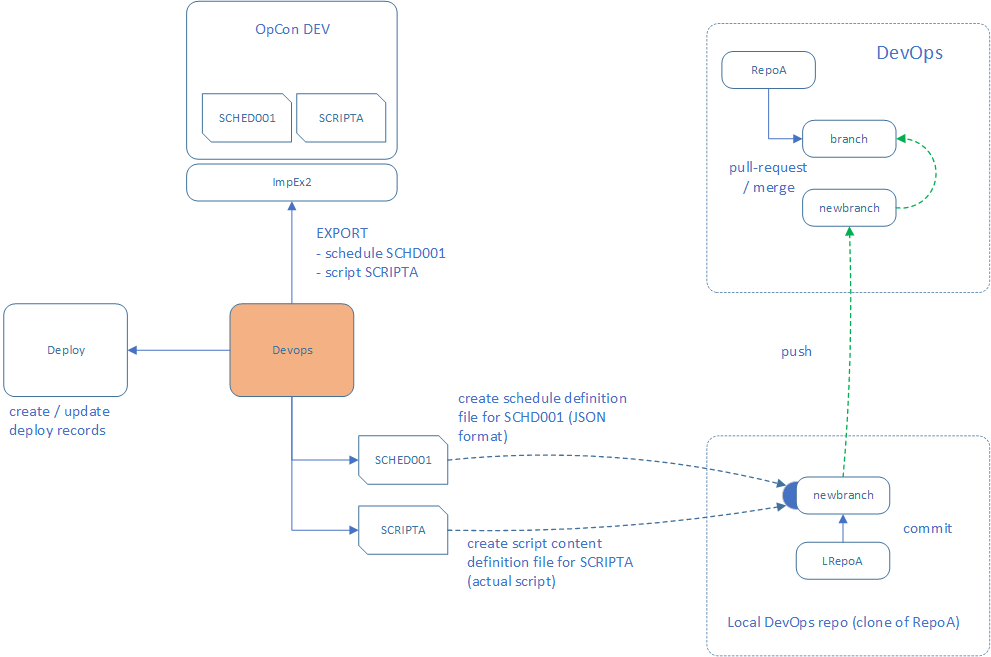 OpCon DEV
SCHED001
SCRIPTA
ImpEx2
EXPORT
- schedule SCHD001
- script SCRIPTA
Deploy
Devops
create / update
deploy records
SCHED001
SCRIPTA
create schedule definition
file for SCHD001 (JSON
format)
create script content
definition file for SCRIPTA
(actual script)
DevOps
RepoA
branch
pull-request
/ merge
newbranch
push
newbranch
commit
LRepoA
Local DevOps repo (clone of RepoA)